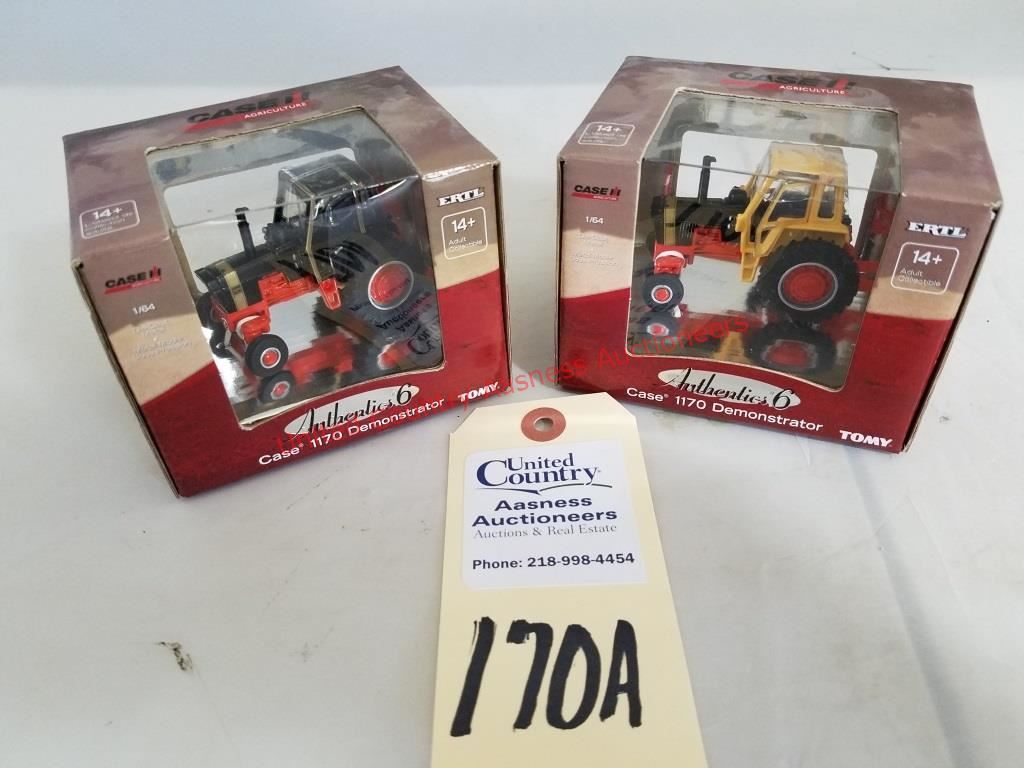 CASE IH
AGRICULTURE
14+
CASE IH
1/64
ERTL
14+
Adult
Collectible
Authentics 6
Case® 1170 Demonstrator
TOMY
CASE IH
AGRICULTURE
14+
CASE IH
1/64
ERTL
14+
Adult
Collectible
Authentics 6
Case® 1170 Demonstrator
TOMY
Aasness Auctioneers
United
Country®
Aasness
Auctioneers
Auctions & Real Estate
Phone: 218-998-4454
170A